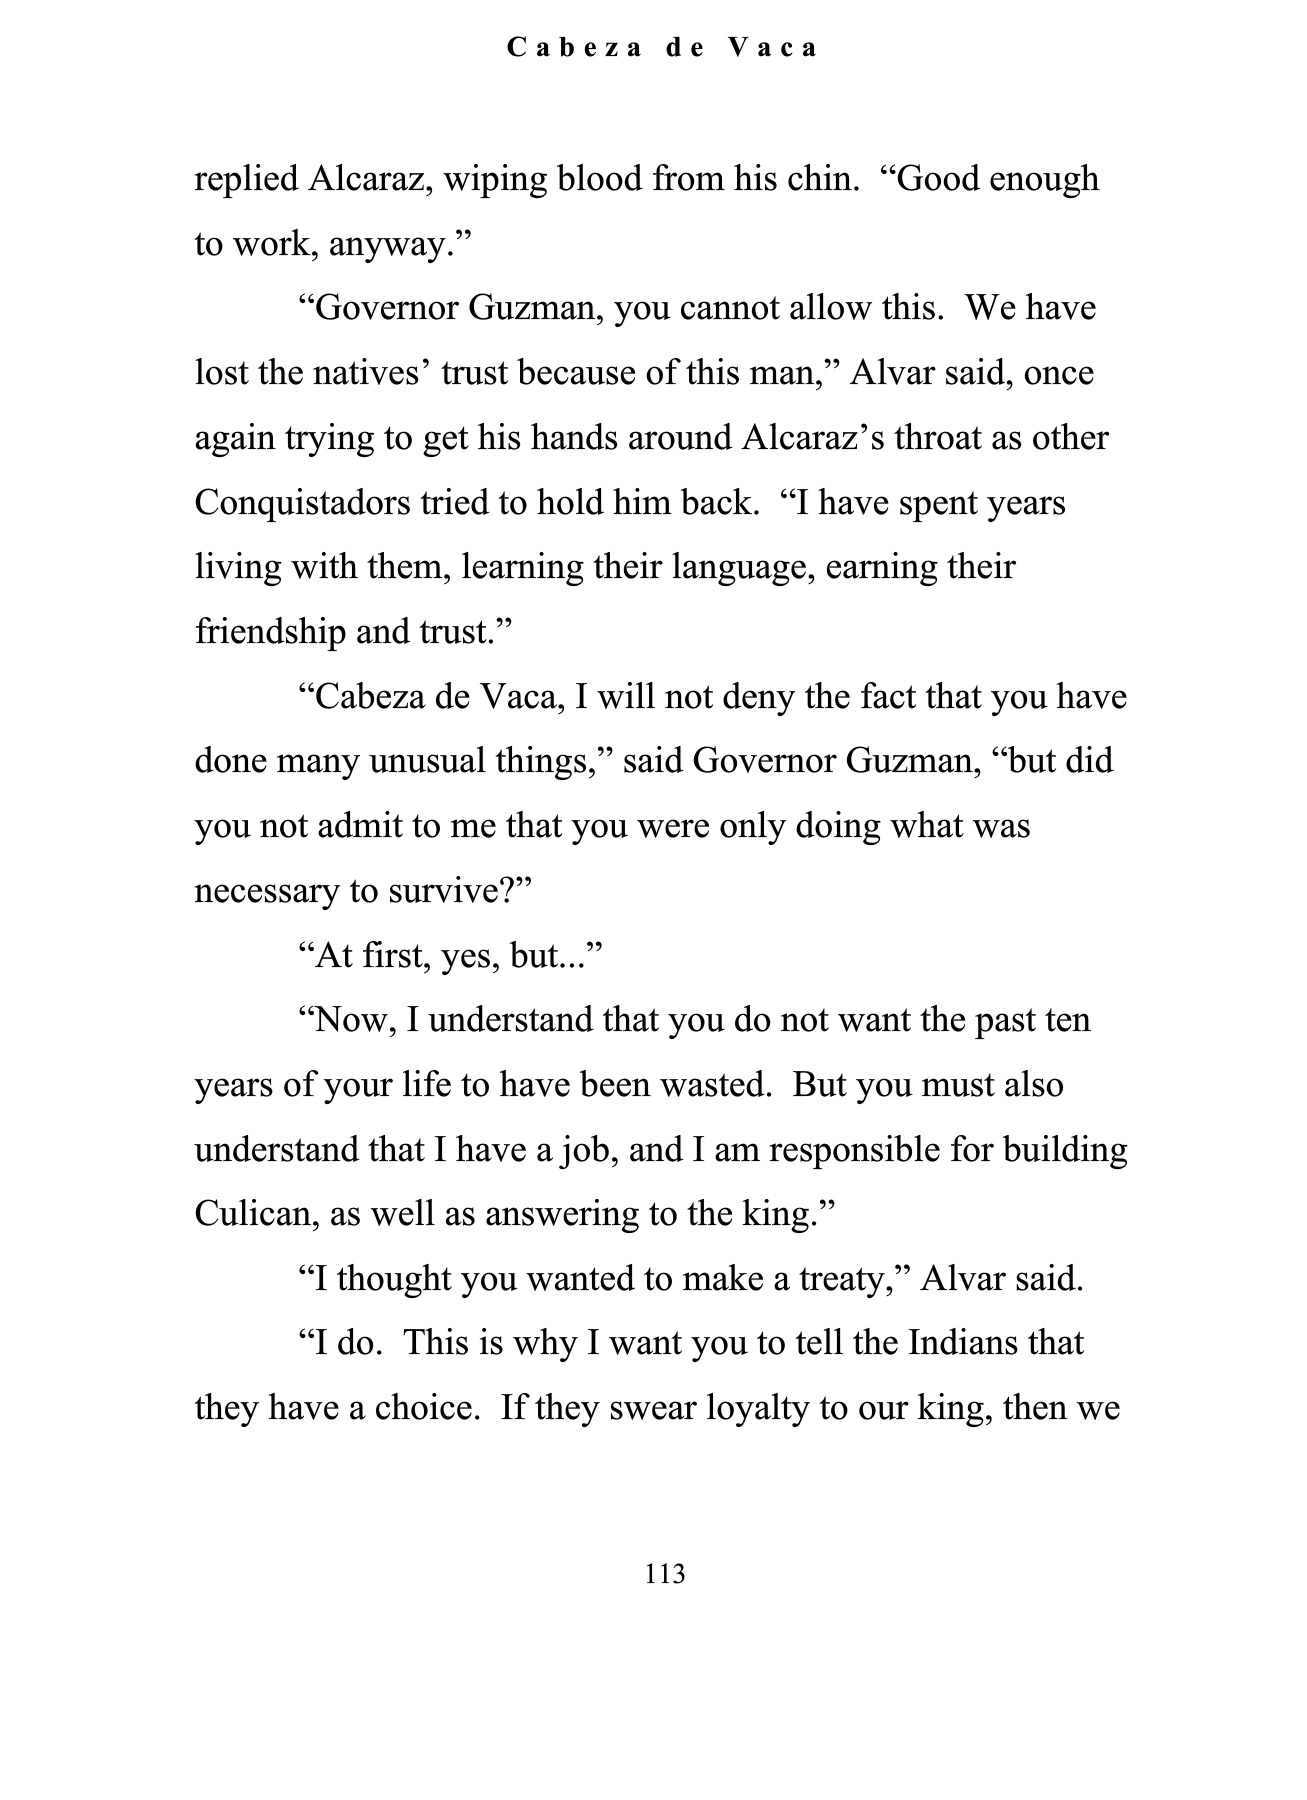 Cabeza de Vaca
replied Alcaraz, wiping blood from his chin.  “Good enough
to work, anyway.”
“Governor Guzman, you cannot allow this.  We have
lost the natives’ trust because of this man,” Alvar said, once
again trying to get his hands around Alcaraz’s throat as other
Conquistadors tried to hold him back.  “I have spent years
living with them, learning their language, earning their
friendship and trust.”
“Cabeza de Vaca, I will not deny the fact that you have
done many unusual things,” said Governor Guzman, “but did
you not admit to me that you were only doing what was
necessary to survive?”
“At first, yes, but...”
“Now, I understand that you do not want the past ten
years of your life to have been wasted.  But you must also
understand that I have a job, and I am responsible for building
Culican, as well as answering to the king.”
“I thought you wanted to make a treaty,” Alvar said.
“I do.  This is why I want you to tell the Indians that
they have a choice.  If they swear loyalty to our king, then we
113